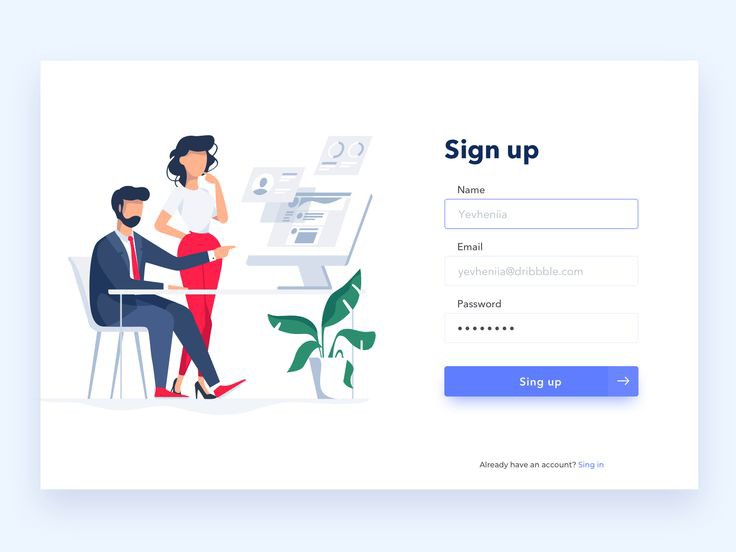 Sign up
Name
Yevheniia
Email
yevheniia@dribbble.com
Password
Sing up
Already have an account? Sing in